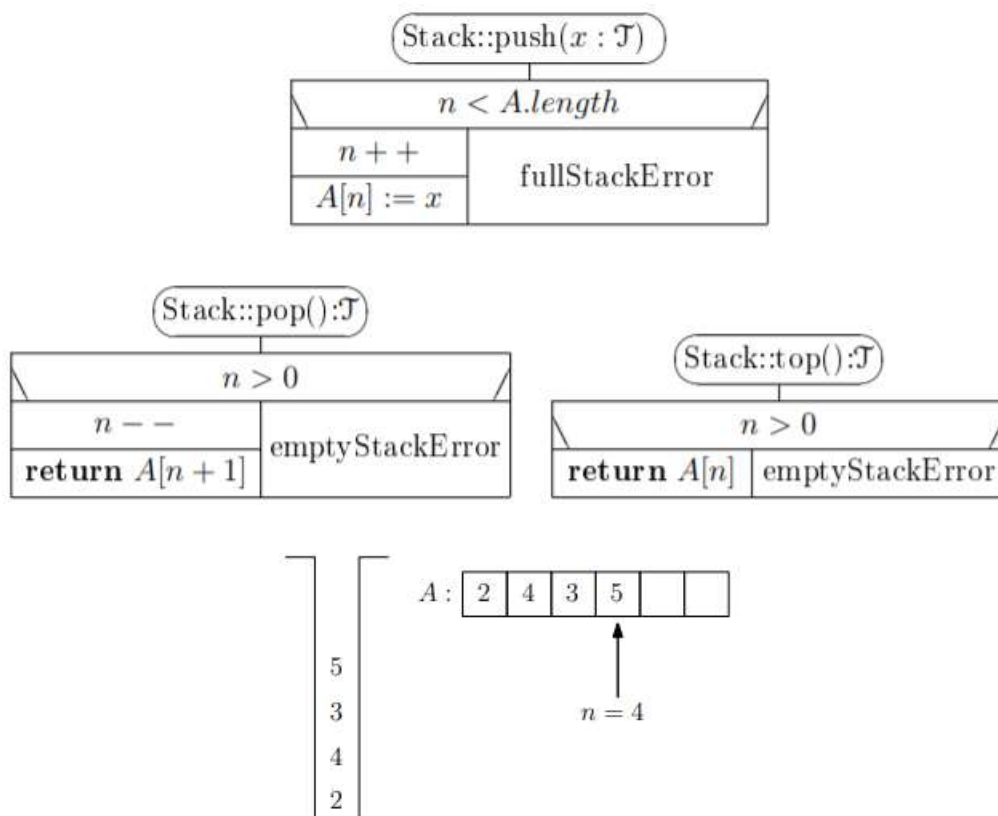 Stack::push(x : 𝒯)
n < A.length
n + +
A[n] := x
fullStackError
Stack::pop():𝒯
n > 0
n − −
return A[n + 1]
emptyStackError
Stack::top():𝒯
n > 0
return A[n]
emptyStackError
5
3
4
2
A : 2 4 3 5
n = 4